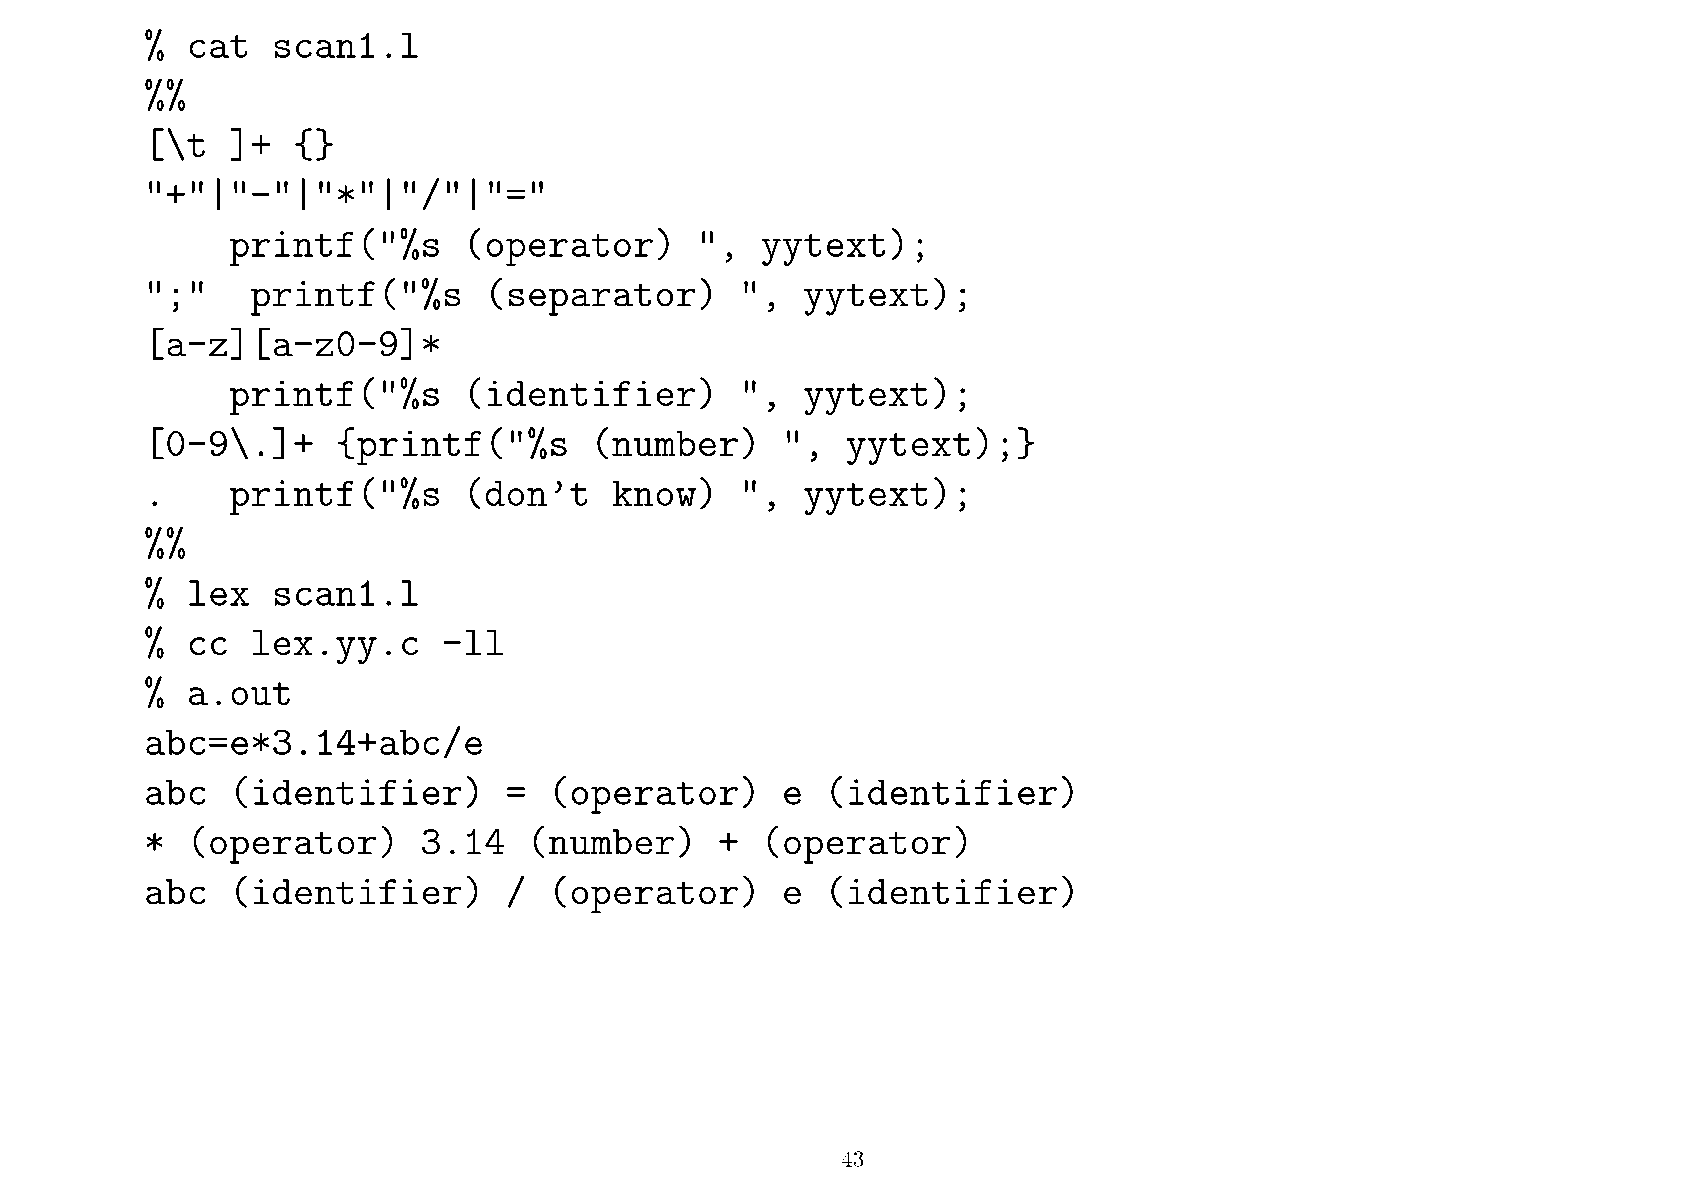 % cat scan1.l
%%
[\t ]+ {}
"+"|"-"|"*"|"/"|"="
    printf("%s (operator) ", yytext);
";"  printf("%s (separator) ", yytext);
[a-z][a-z0-9]*
    printf("%s (identifier) ", yytext);
[0-9\.]+ {printf("%s (number) ", yytext);}
.   printf("%s (don't know) ", yytext);
%%
% lex scan1.l
% cc lex.yy.c -ll
% a.out
abc=e*3.14+abc/e
abc (identifier) = (operator) e (identifier)
* (operator) 3.14 (number) + (operator)
abc (identifier) / (operator) e (identifier)
43